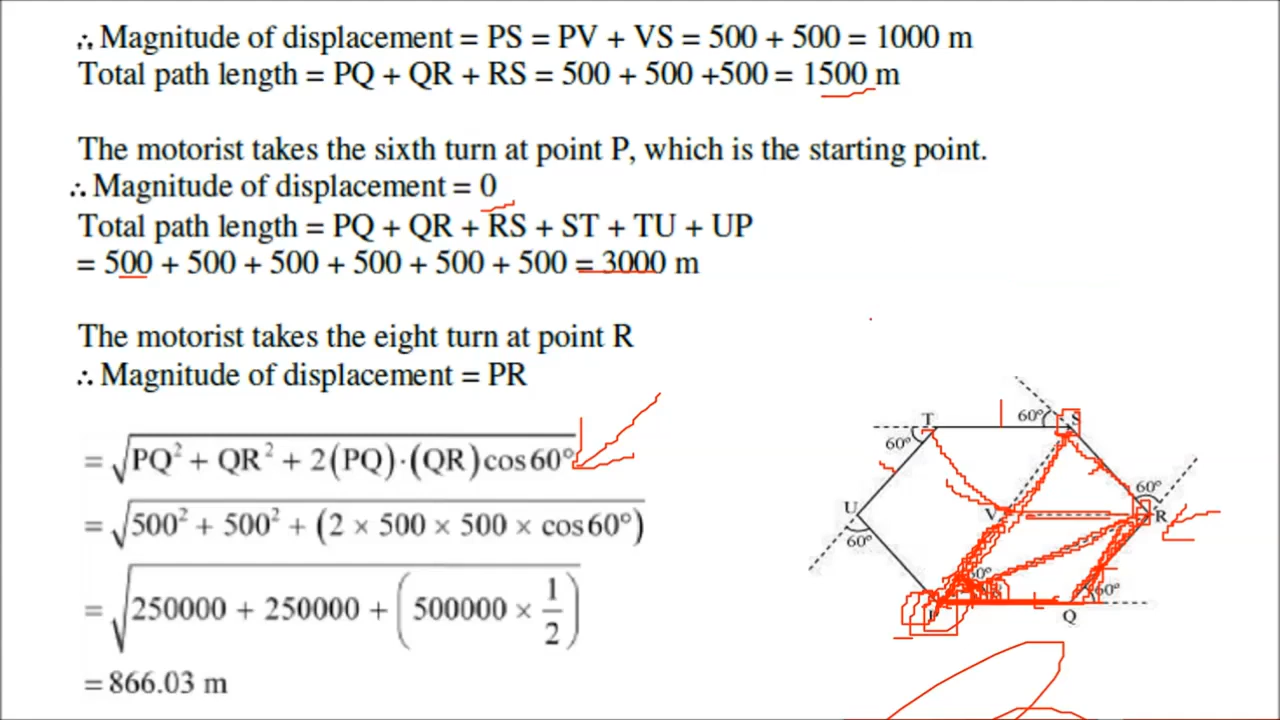 ∴ Magnitude of displacement = PS = PV + VS = 500 + 500 = 1000 m
Total path length = PQ + QR + RS = 500 + 500 +500 = 1500 m
The motorist takes the sixth turn at point P, which is the starting point.
∴ Magnitude of displacement = 0
Total path length = PQ + QR + RS + ST + TU + UP
= 500 + 500 + 500 + 500 + 500 + 500 = 3000 m
The motorist takes the eight turn at point R
∴ Magnitude of displacement = PR
= √(PQ² + QR² + 2(PQ)·(QR)cos60°)
= √(500² + 500² + (2 × 500 × 500 × cos60°))
= √(250000 + 250000 + (500000 × 1/2))
= 866.03 m
T 60° S
60°
60°
U V R
60°
60°
60°
P Q